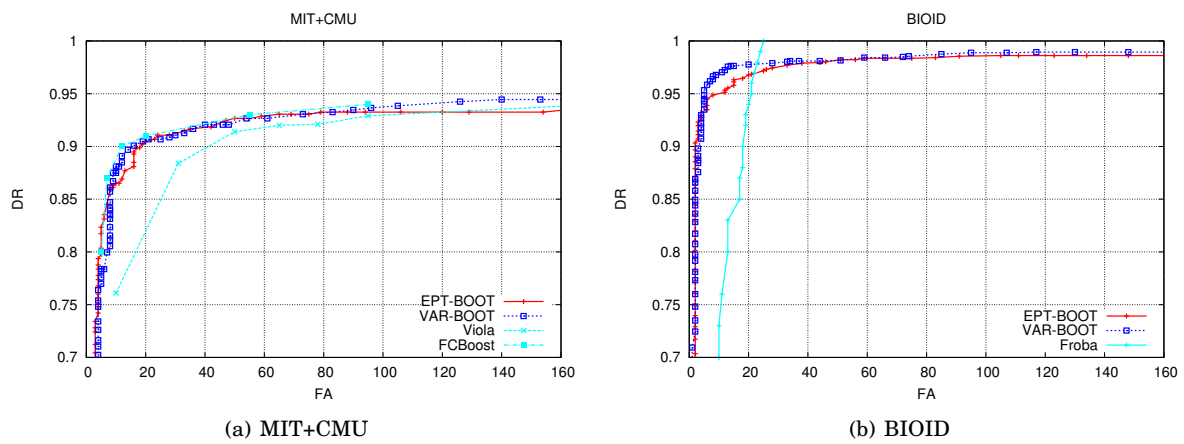 MIT+CMU
1
0.95
0.9
0.85
0.8
0.75
0.7
DR
0 20 40 60 80 100 120 140 160
FA
EPT-BOOT
VAR-BOOT
Viola
FCBoost
(a) MIT+CMU
BIOID
1
0.95
0.9
0.85
0.8
0.75
0.7
DR
0 20 40 60 80 100 120 140 160
FA
EPT-BOOT
VAR-BOOT
Froba
(b) BIOID